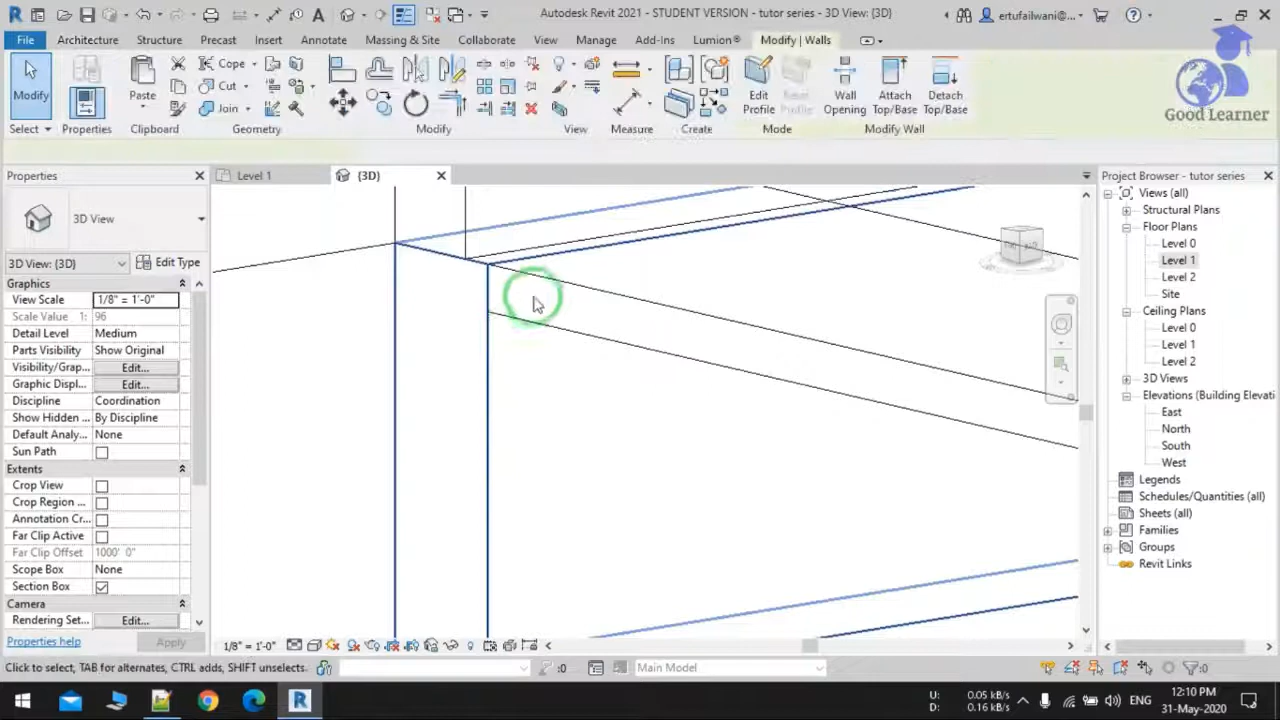 Autodesk Revit 2021 - STUDENT VERSION - tutor series - 3D View: {3D}
ertufailwani@...
File Architecture Structure Precast Insert Annotate Massing & Site Collaborate View Manage Add-Ins Lumion® Modify | Walls
Modify
Paste
Cope
Cut
Join
Edit Profile
Wall Opening
Attach Top/Base
Detach Top/Base
Select Properties Clipboard Geometry Modify View Measure Create Mode Modify Wall
Good Learner
Properties
Level 1
{3D}
Project Browser - tutor series
3D View
3D View: {3D}
Edit Type
Graphics
View Scale 1/8" = 1'-0"
Scale Value 1: 96
Detail Level Medium
Parts Visibility Show Original
Visibility/Grap... Edit...
Graphic Displ... Edit...
Discipline Coordination
Show Hidden ... By Discipline
Default Analy... None
Sun Path
Extents
Crop View
Crop Region ...
Annotation Cr...
Far Clip Active
Far Clip Offset 1000' 0"
Scope Box None
Section Box
Camera
Rendering Set... Edit...
Properties help
Apply
Views (all)
Structural Plans
Floor Plans
Level 0
Level 1
Level 2
Site
Ceiling Plans
Level 0
Level 1
Level 2
3D Views
Elevations (Building Elevati
East
North
South
West
Legends
Schedules/Quantities (all)
Sheets (all)
Families
Groups
Revit Links
1/8" = 1'-0"
Click to select, TAB for alternates, CTRL adds, SHIFT unselects.
:0
Main Model
:0
U: 0.05 kB/s
D: 0.16 kB/s
ENG
12:10 PM
31-May-2020